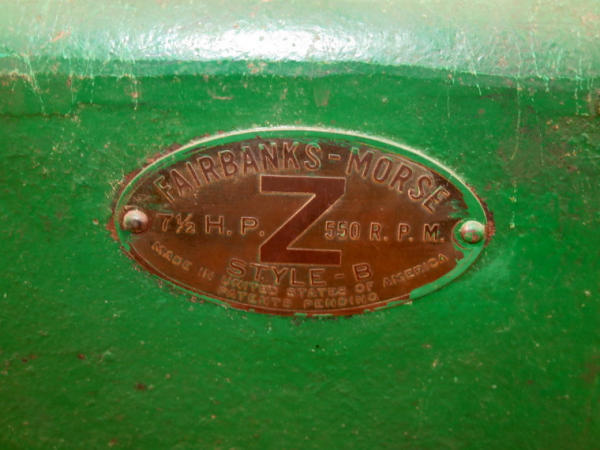 FAIRBANKS-MORSE
7½ H.P. Z 550 R.P.M.
STYLE-B
MADE IN UNITED STATES OF AMERICA
PATENTS PENDING